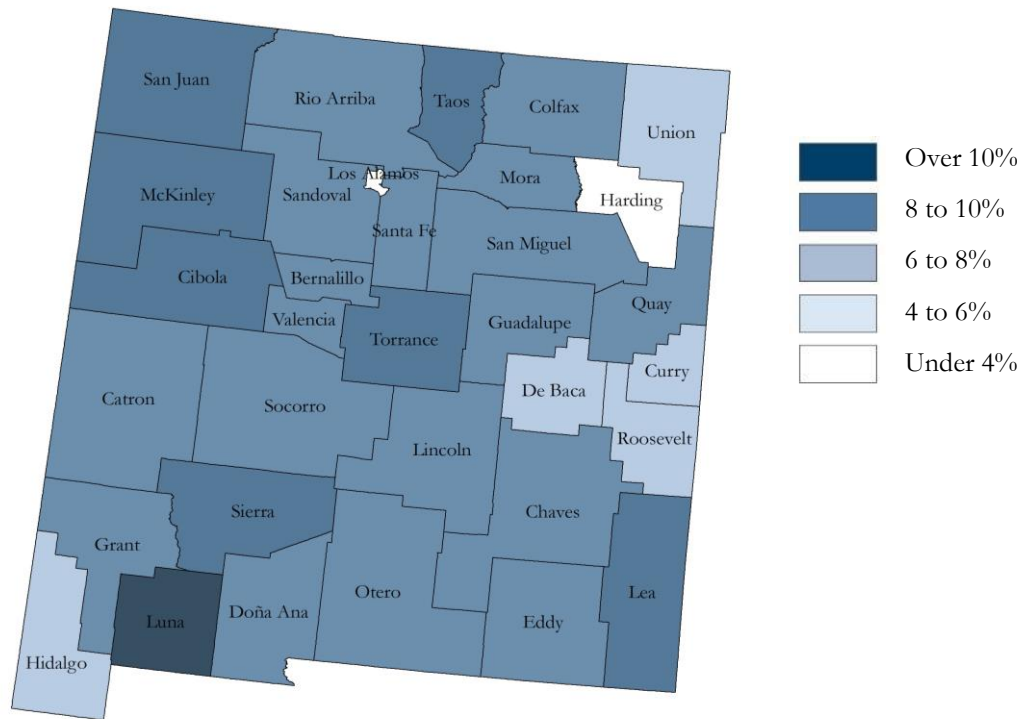 San Juan
Rio Arriba
Taos
Colfax
Union
Over 10%
McKinley
Los Alamos
Sandoval
Mora
Harding
8 to 10%
Santa Fe
San Miguel
Cibola
Bernalillo
6 to 8%
Valencia
Torrance
Guadalupe
Quay
4 to 6%
Catron
Socorro
De Baca
Curry
Under 4%
Lincoln
Roosevelt
Sierra
Chaves
Grant
Luna
Doña Ana
Otero
Eddy
Lea
Hidalgo